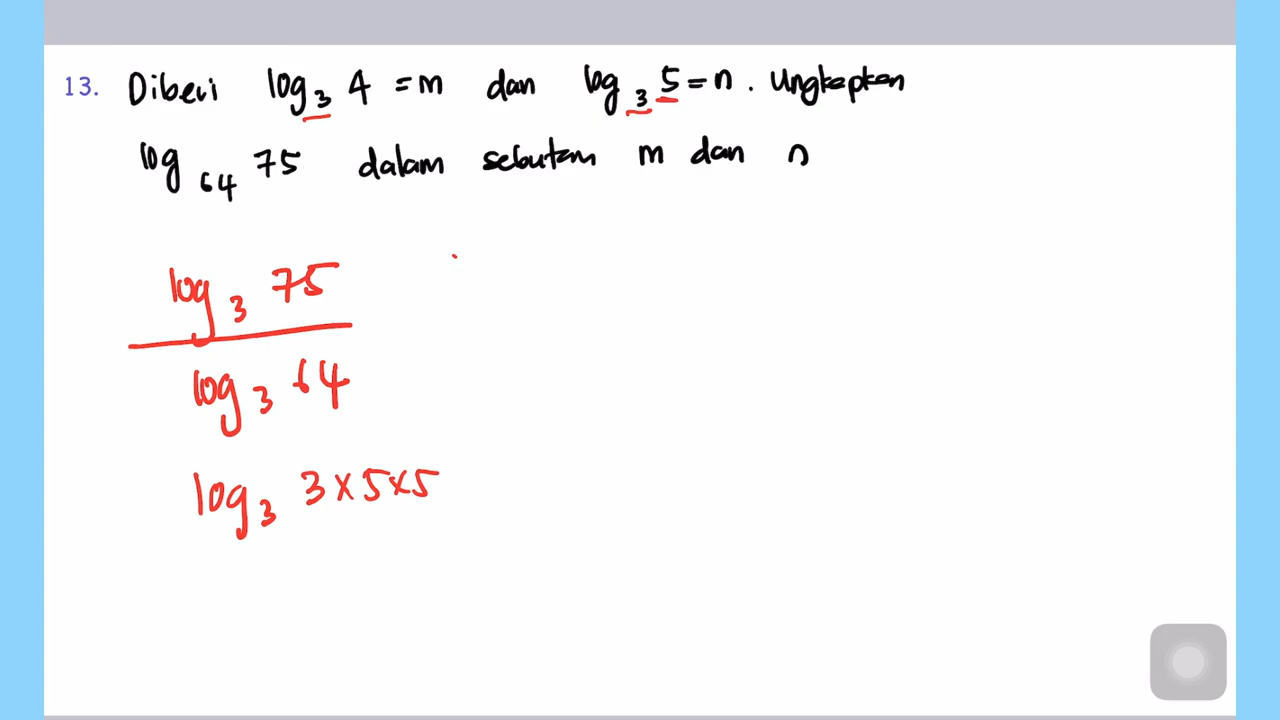 13. Diberi log₃ 4 = m dan log₃ 5 = n. Ungkapkan
log₆₄ 75 dalam sebutan m dan n
log₃ 75
log₃ 64
log₃ 3×5×5